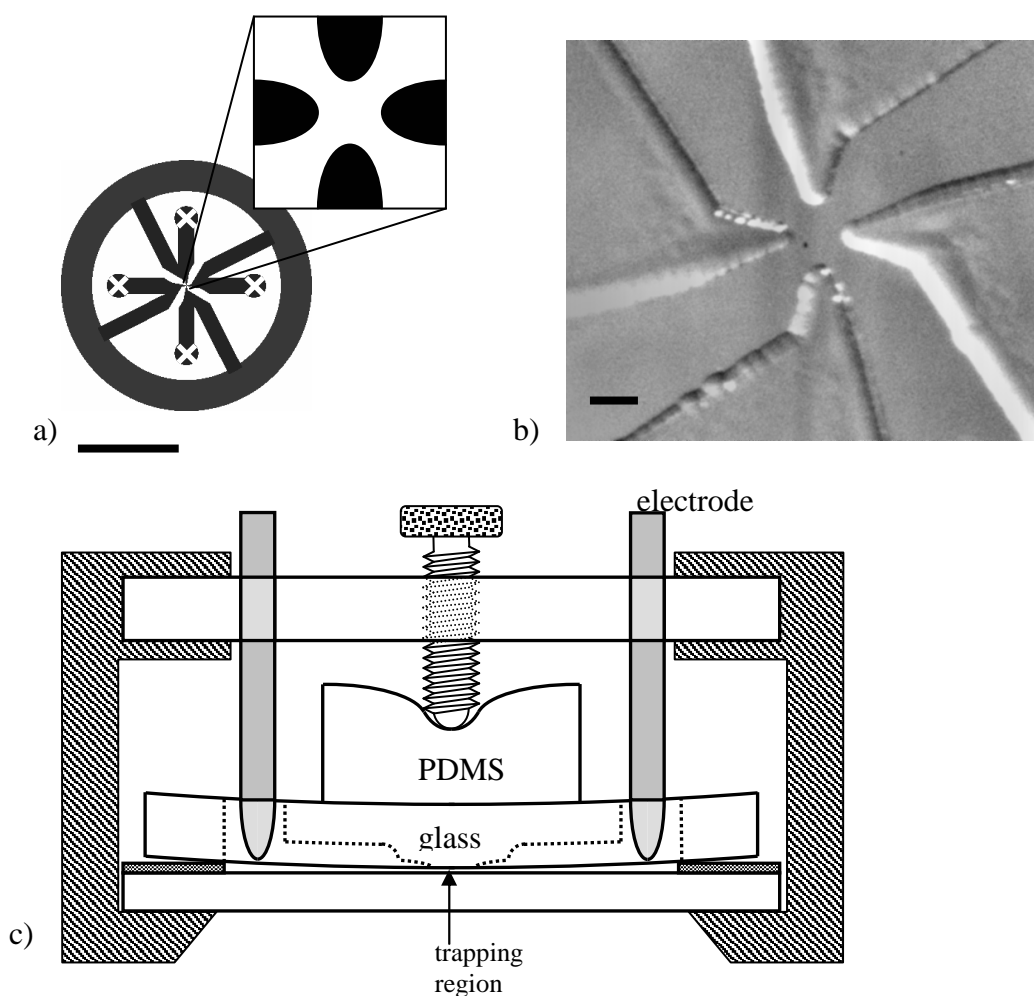 a)
b)
electrode
PDMS
glass
c)
trapping
region